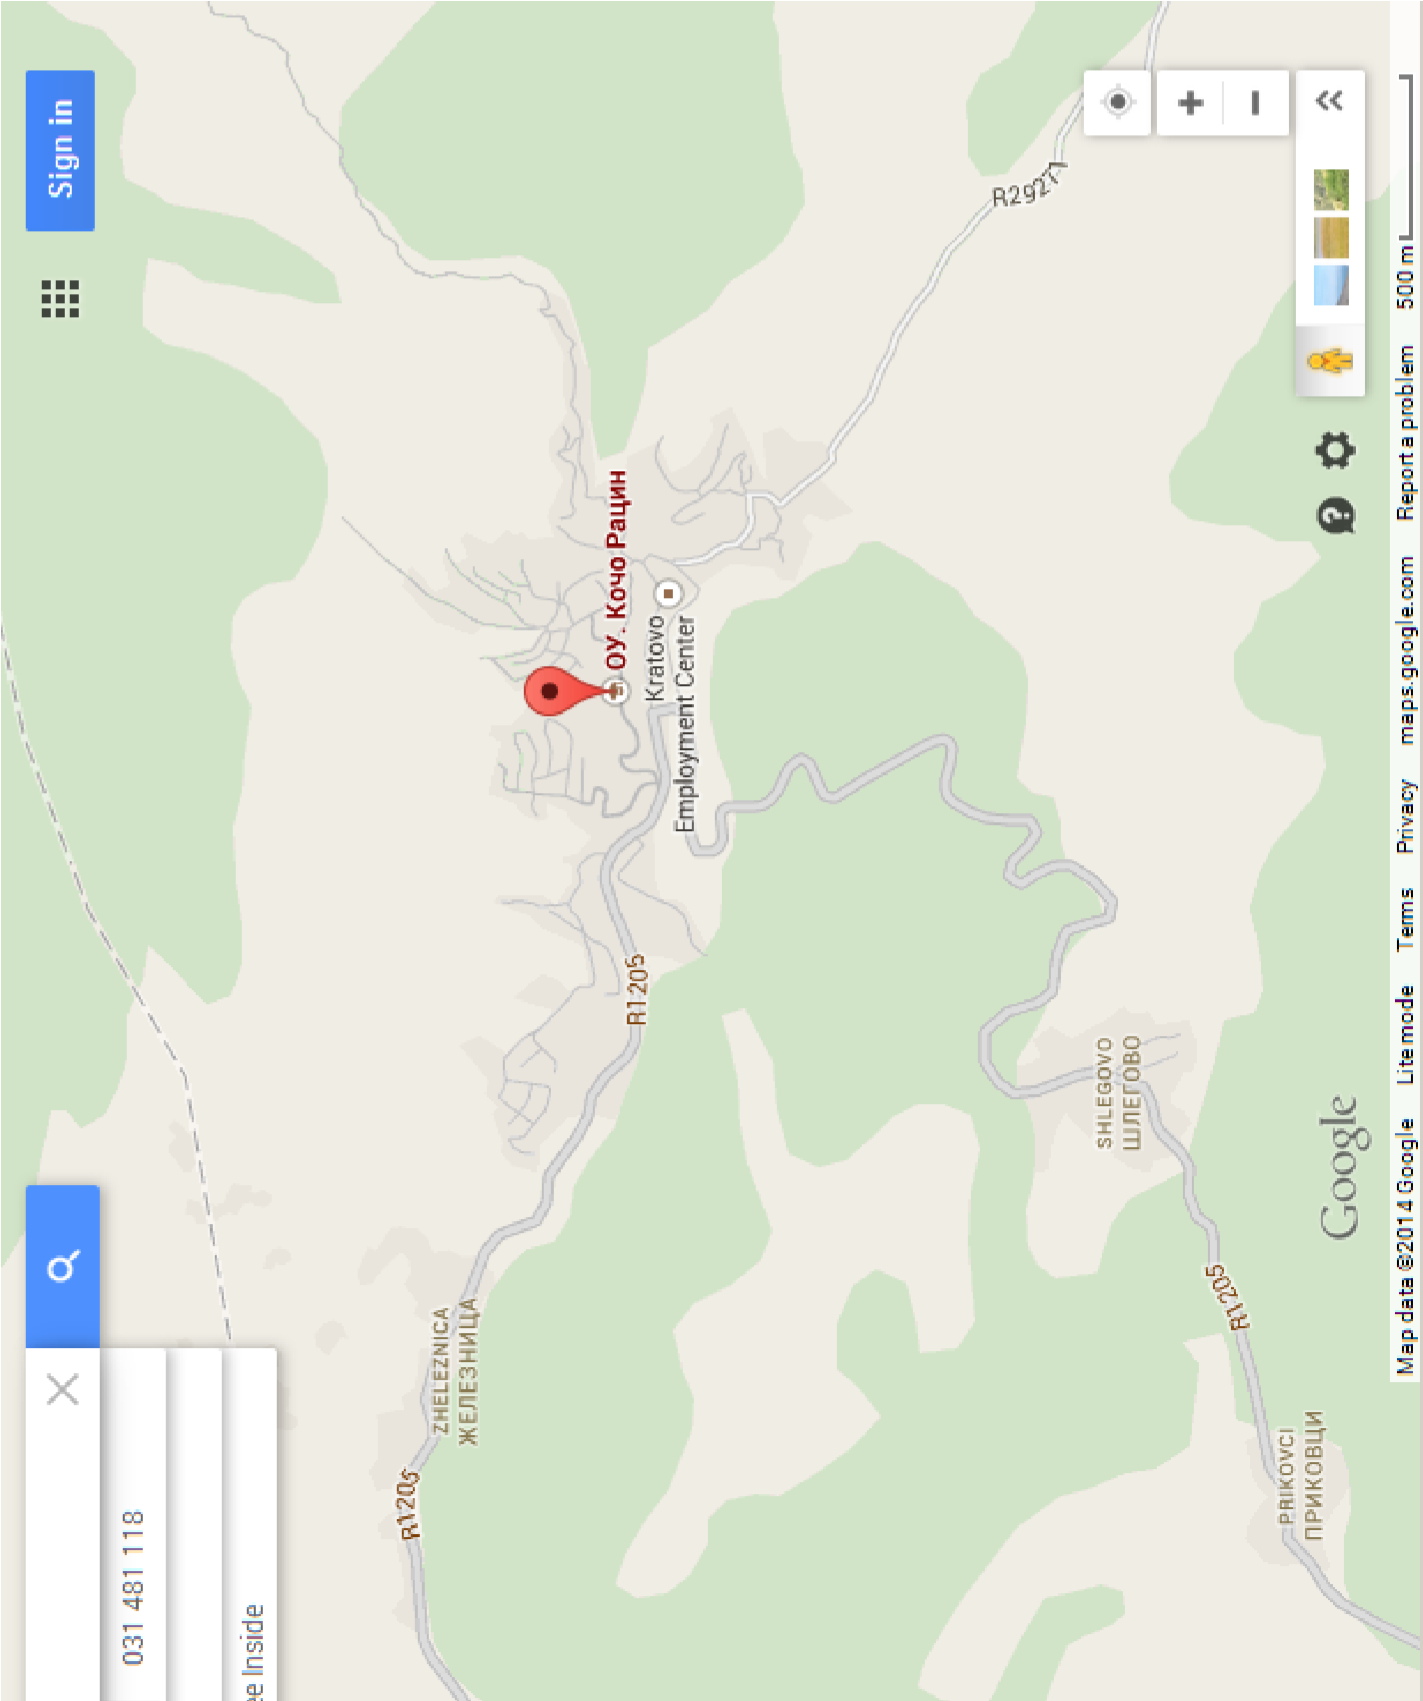 Sign in
031 481 118
ee Inside
ОУ. Кочо Рацин
Kratovo
Employment Center
R29271
R1205
ZHELEZNICA
ЖЕЛЕЗНИЦА
R1205
SHLEGOVO
ШЛЕГОВО
R1205
PRIKOVCI
ПРИКОВЦИ
Google
Map data ©2014 Google Lite mode Terms Privacy maps.google.com Report a problem 500 m